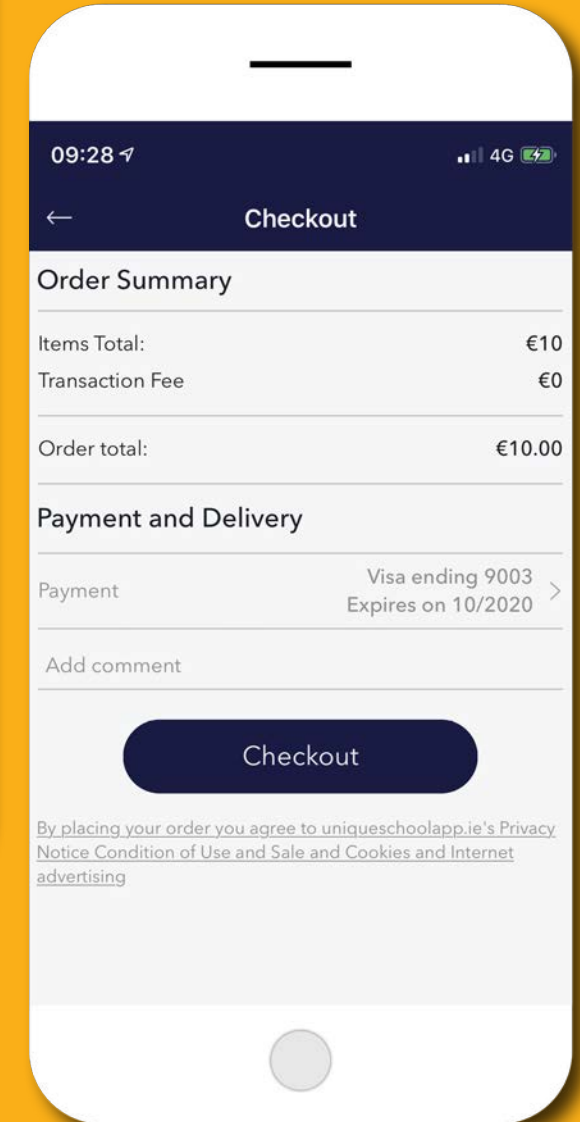 09:28
4G
Checkout
Order Summary
Items Total: €10
Transaction Fee €0
Order total: €10.00
Payment and Delivery
Payment
Visa ending 9003
Expires on 10/2020
Add comment
Checkout
By placing your order you agree to uniqueschoolapp.ie's Privacy
Notice Condition of Use and Sale and Cookies and Internet
advertising